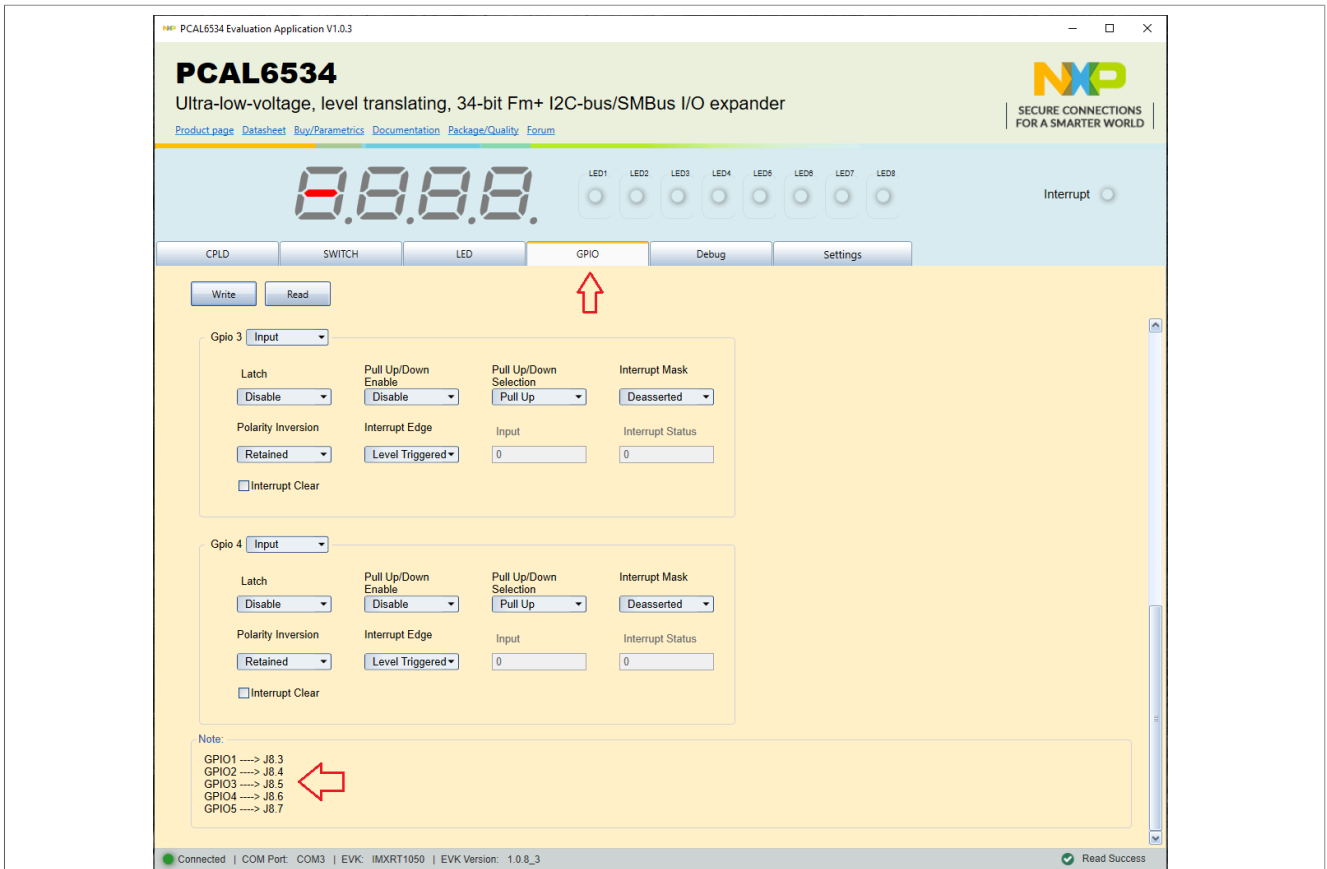 NXP PCAL6534 Evaluation Application V1.0.3
PCAL6534
Ultra-low-voltage, level translating, 34-bit Fm+ I2C-bus/SMBus I/O expander
Product page Datasheet Buy/Parametrics Documentation Package/Quality Forum
NXP
SECURE CONNECTIONS
FOR A SMARTER WORLD
LED1 LED2 LED3 LED4 LED5 LED6 LED7 LED8
Interrupt
CPLD SWITCH LED GPIO Debug Settings
Write Read
Gpio 3 Input
Latch Pull Up/Down Enable Pull Up/Down Selection Interrupt Mask
Disable Disable Pull Up Deasserted
Polarity Inversion Interrupt Edge Input Interrupt Status
Retained Level Triggered 0 0
Interrupt Clear
Gpio 4 Input
Latch Pull Up/Down Enable Pull Up/Down Selection Interrupt Mask
Disable Disable Pull Up Deasserted
Polarity Inversion Interrupt Edge Input Interrupt Status
Retained Level Triggered 0 0
Interrupt Clear
Note:
GPIO1 ----> J8.3
GPIO2 ----> J8.4
GPIO3 ----> J8.5
GPIO4 ----> J8.6
GPIO5 ----> J8.7
Connected | COM Port: COM3 | EVK: IMXRT1050 | EVK Version: 1.0.8_3 Read Success